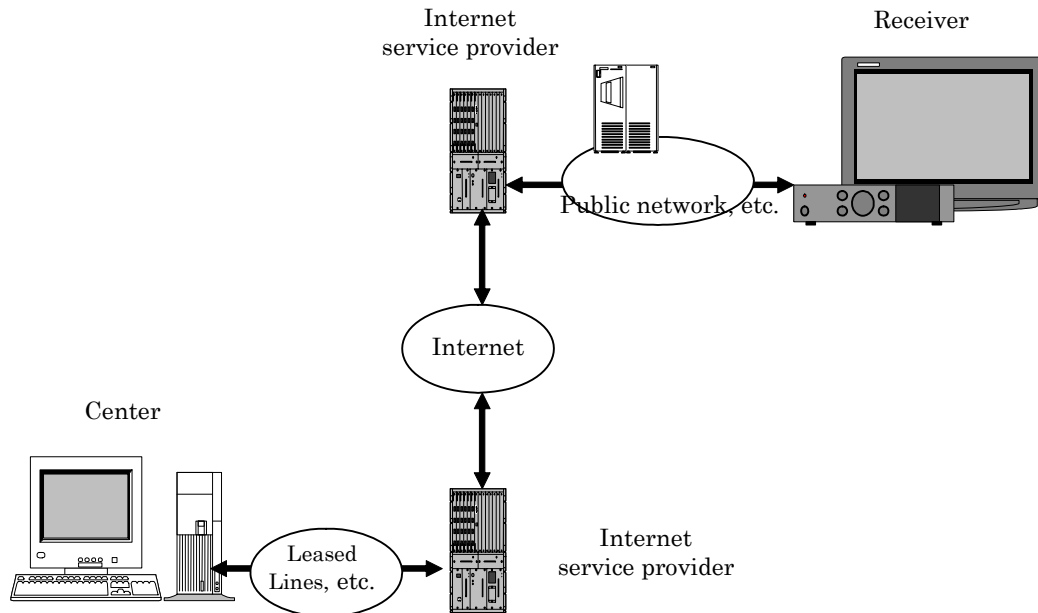 Internet
service provider
Receiver
Public network, etc.
Internet
Center
Leased
Lines, etc.
Internet
service provider